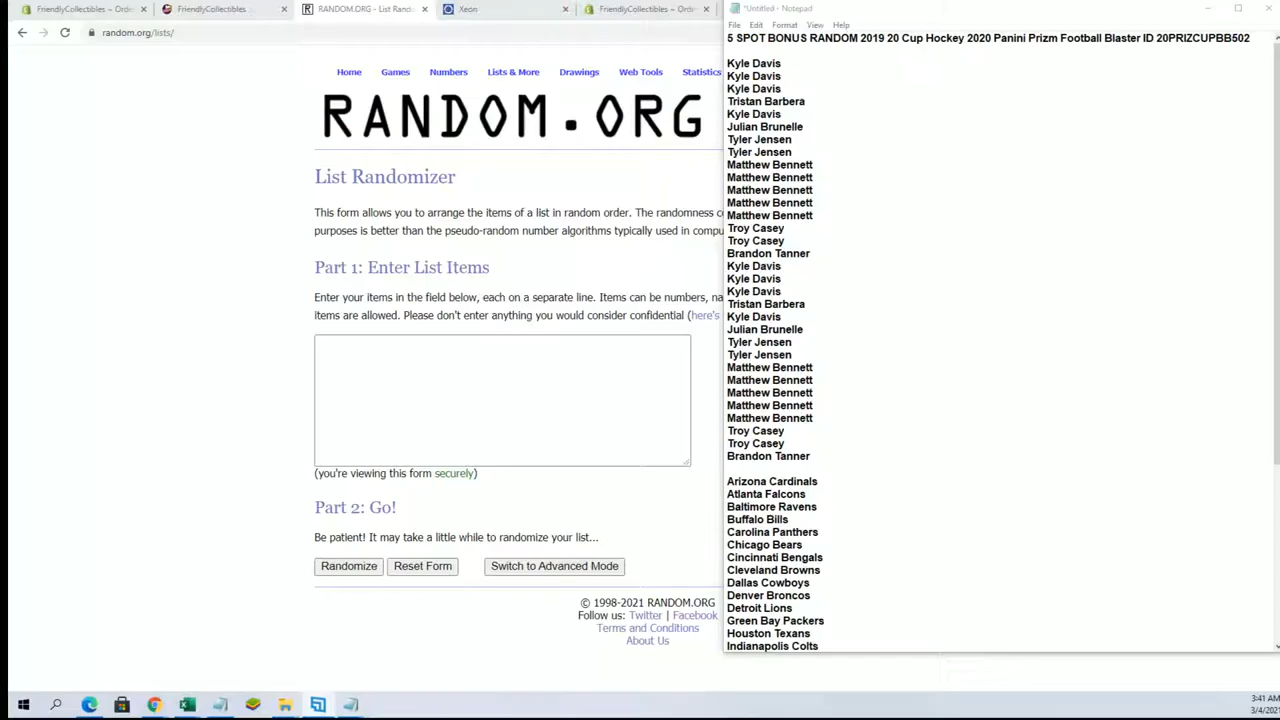 FriendlyCollectibles – Orde
FriendlyCollectibles
RANDOM.ORG - List Rando
Xeon
FriendlyCollectibles – Orde
random.org/lists/
Home Games Numbers Lists & More Drawings Web Tools Statistics
RANDOM.ORG
List Randomizer
This form allows you to arrange the items of a list in random order. The randomness co
purposes is better than the pseudo-random number algorithms typically used in compu
Part 1: Enter List Items
Enter your items in the field below, each on a separate line. Items can be numbers, na
items are allowed. Please don't enter anything you would consider confidential (here's
(you're viewing this form securely)
Part 2: Go!
Be patient! It may take a little while to randomize your list...
Randomize Reset Form Switch to Advanced Mode
© 1998-2021 RANDOM.ORG
Follow us: Twitter | Facebook
Terms and Conditions
About Us
*Untitled - Notepad
File Edit Format View Help
5 SPOT BONUS RANDOM 2019 20 Cup Hockey 2020 Panini Prizm Football Blaster ID 20PRIZCUPBB502
Kyle Davis
Kyle Davis
Kyle Davis
Tristan Barbera
Kyle Davis
Julian Brunelle
Tyler Jensen
Tyler Jensen
Matthew Bennett
Matthew Bennett
Matthew Bennett
Matthew Bennett
Matthew Bennett
Troy Casey
Troy Casey
Brandon Tanner
Kyle Davis
Kyle Davis
Kyle Davis
Tristan Barbera
Kyle Davis
Julian Brunelle
Tyler Jensen
Tyler Jensen
Matthew Bennett
Matthew Bennett
Matthew Bennett
Matthew Bennett
Matthew Bennett
Troy Casey
Troy Casey
Brandon Tanner
Arizona Cardinals
Atlanta Falcons
Baltimore Ravens
Buffalo Bills
Carolina Panthers
Chicago Bears
Cincinnati Bengals
Cleveland Browns
Dallas Cowboys
Denver Broncos
Detroit Lions
Green Bay Packers
Houston Texans
Indianapolis Colts
3:41 AM
3/4/2021